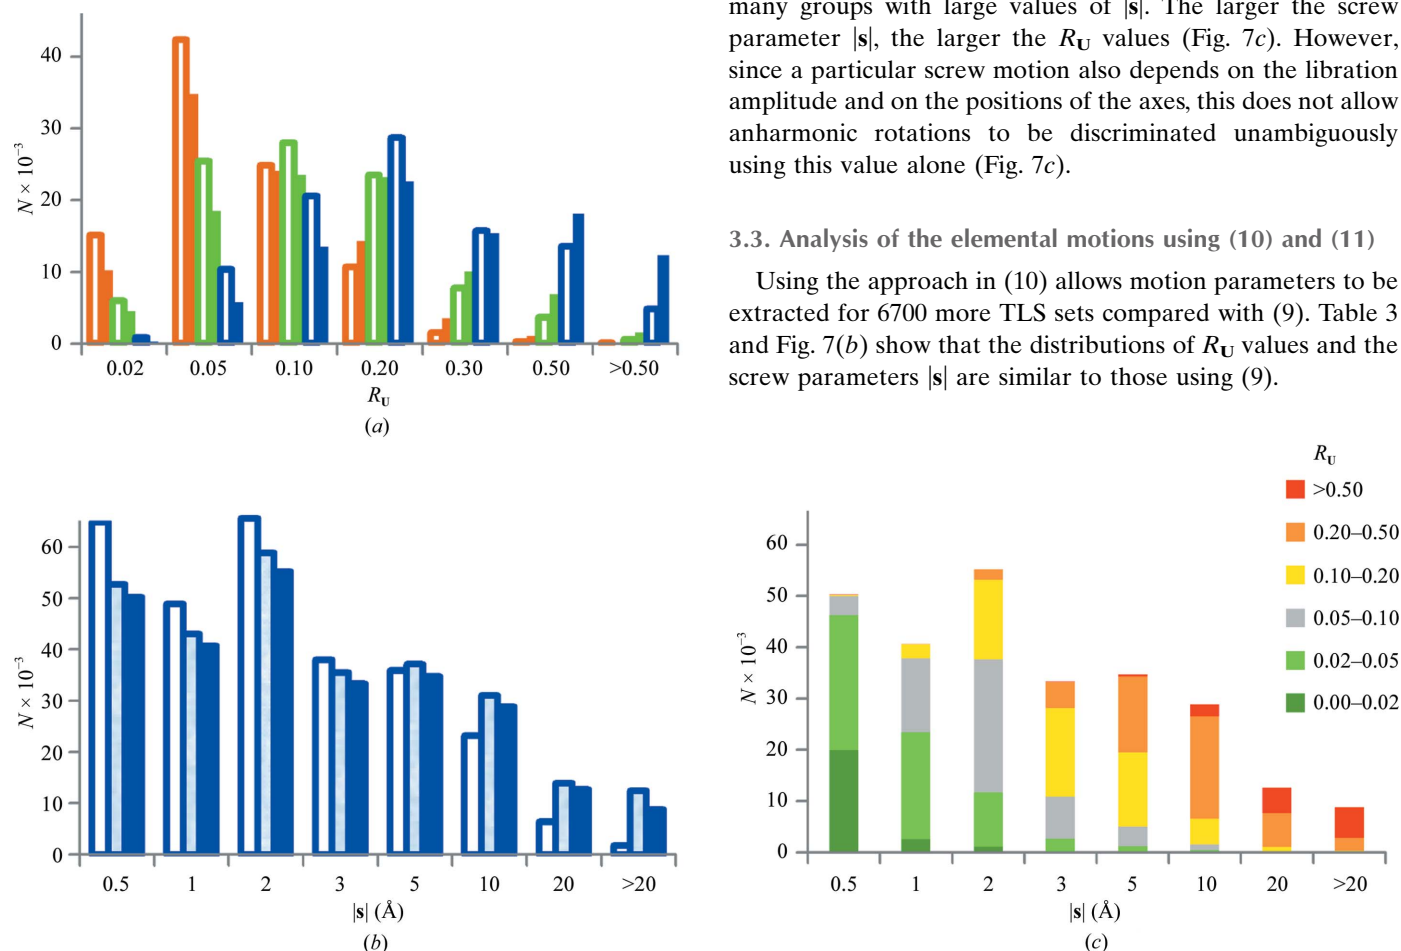 40
30
20
10
0
N × 10⁻³
0.02 0.05 0.10 0.20 0.30 0.50 >0.50
R_U
(a)
many groups with large values of |s|. The larger the screw
parameter |s|, the larger the R_U values (Fig. 7c). However,
since a particular screw motion also depends on the libration
amplitude and on the positions of the axes, this does not allow
anharmonic rotations to be discriminated unambiguously
using this value alone (Fig. 7c).
3.3. Analysis of the elemental motions using (10) and (11)
Using the approach in (10) allows motion parameters to be
extracted for 6700 more TLS sets compared with (9). Table 3
and Fig. 7(b) show that the distributions of R_U values and the
screw parameters |s| are similar to those using (9).
60
50
40
30
20
10
0
N × 10⁻³
0.5 1 2 3 5 10 20 >20
|s| (Å)
(b)
R_U
>0.50
0.20–0.50
0.10–0.20
0.05–0.10
0.02–0.05
0.00–0.02
60
50
40
30
20
10
0
N × 10⁻³
0.5 1 2 3 5 10 20 >20
|s| (Å)
(c)